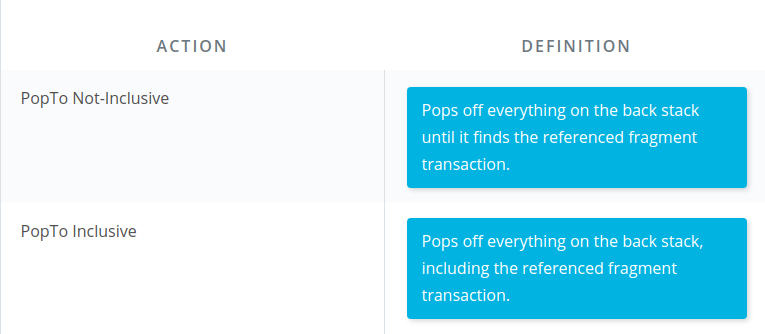 ACTION DEFINITION
PopTo Not-Inclusive
Pops off everything on the back stack
until it finds the referenced fragment
transaction.
PopTo Inclusive
Pops off everything on the back stack,
including the referenced fragment
transaction.